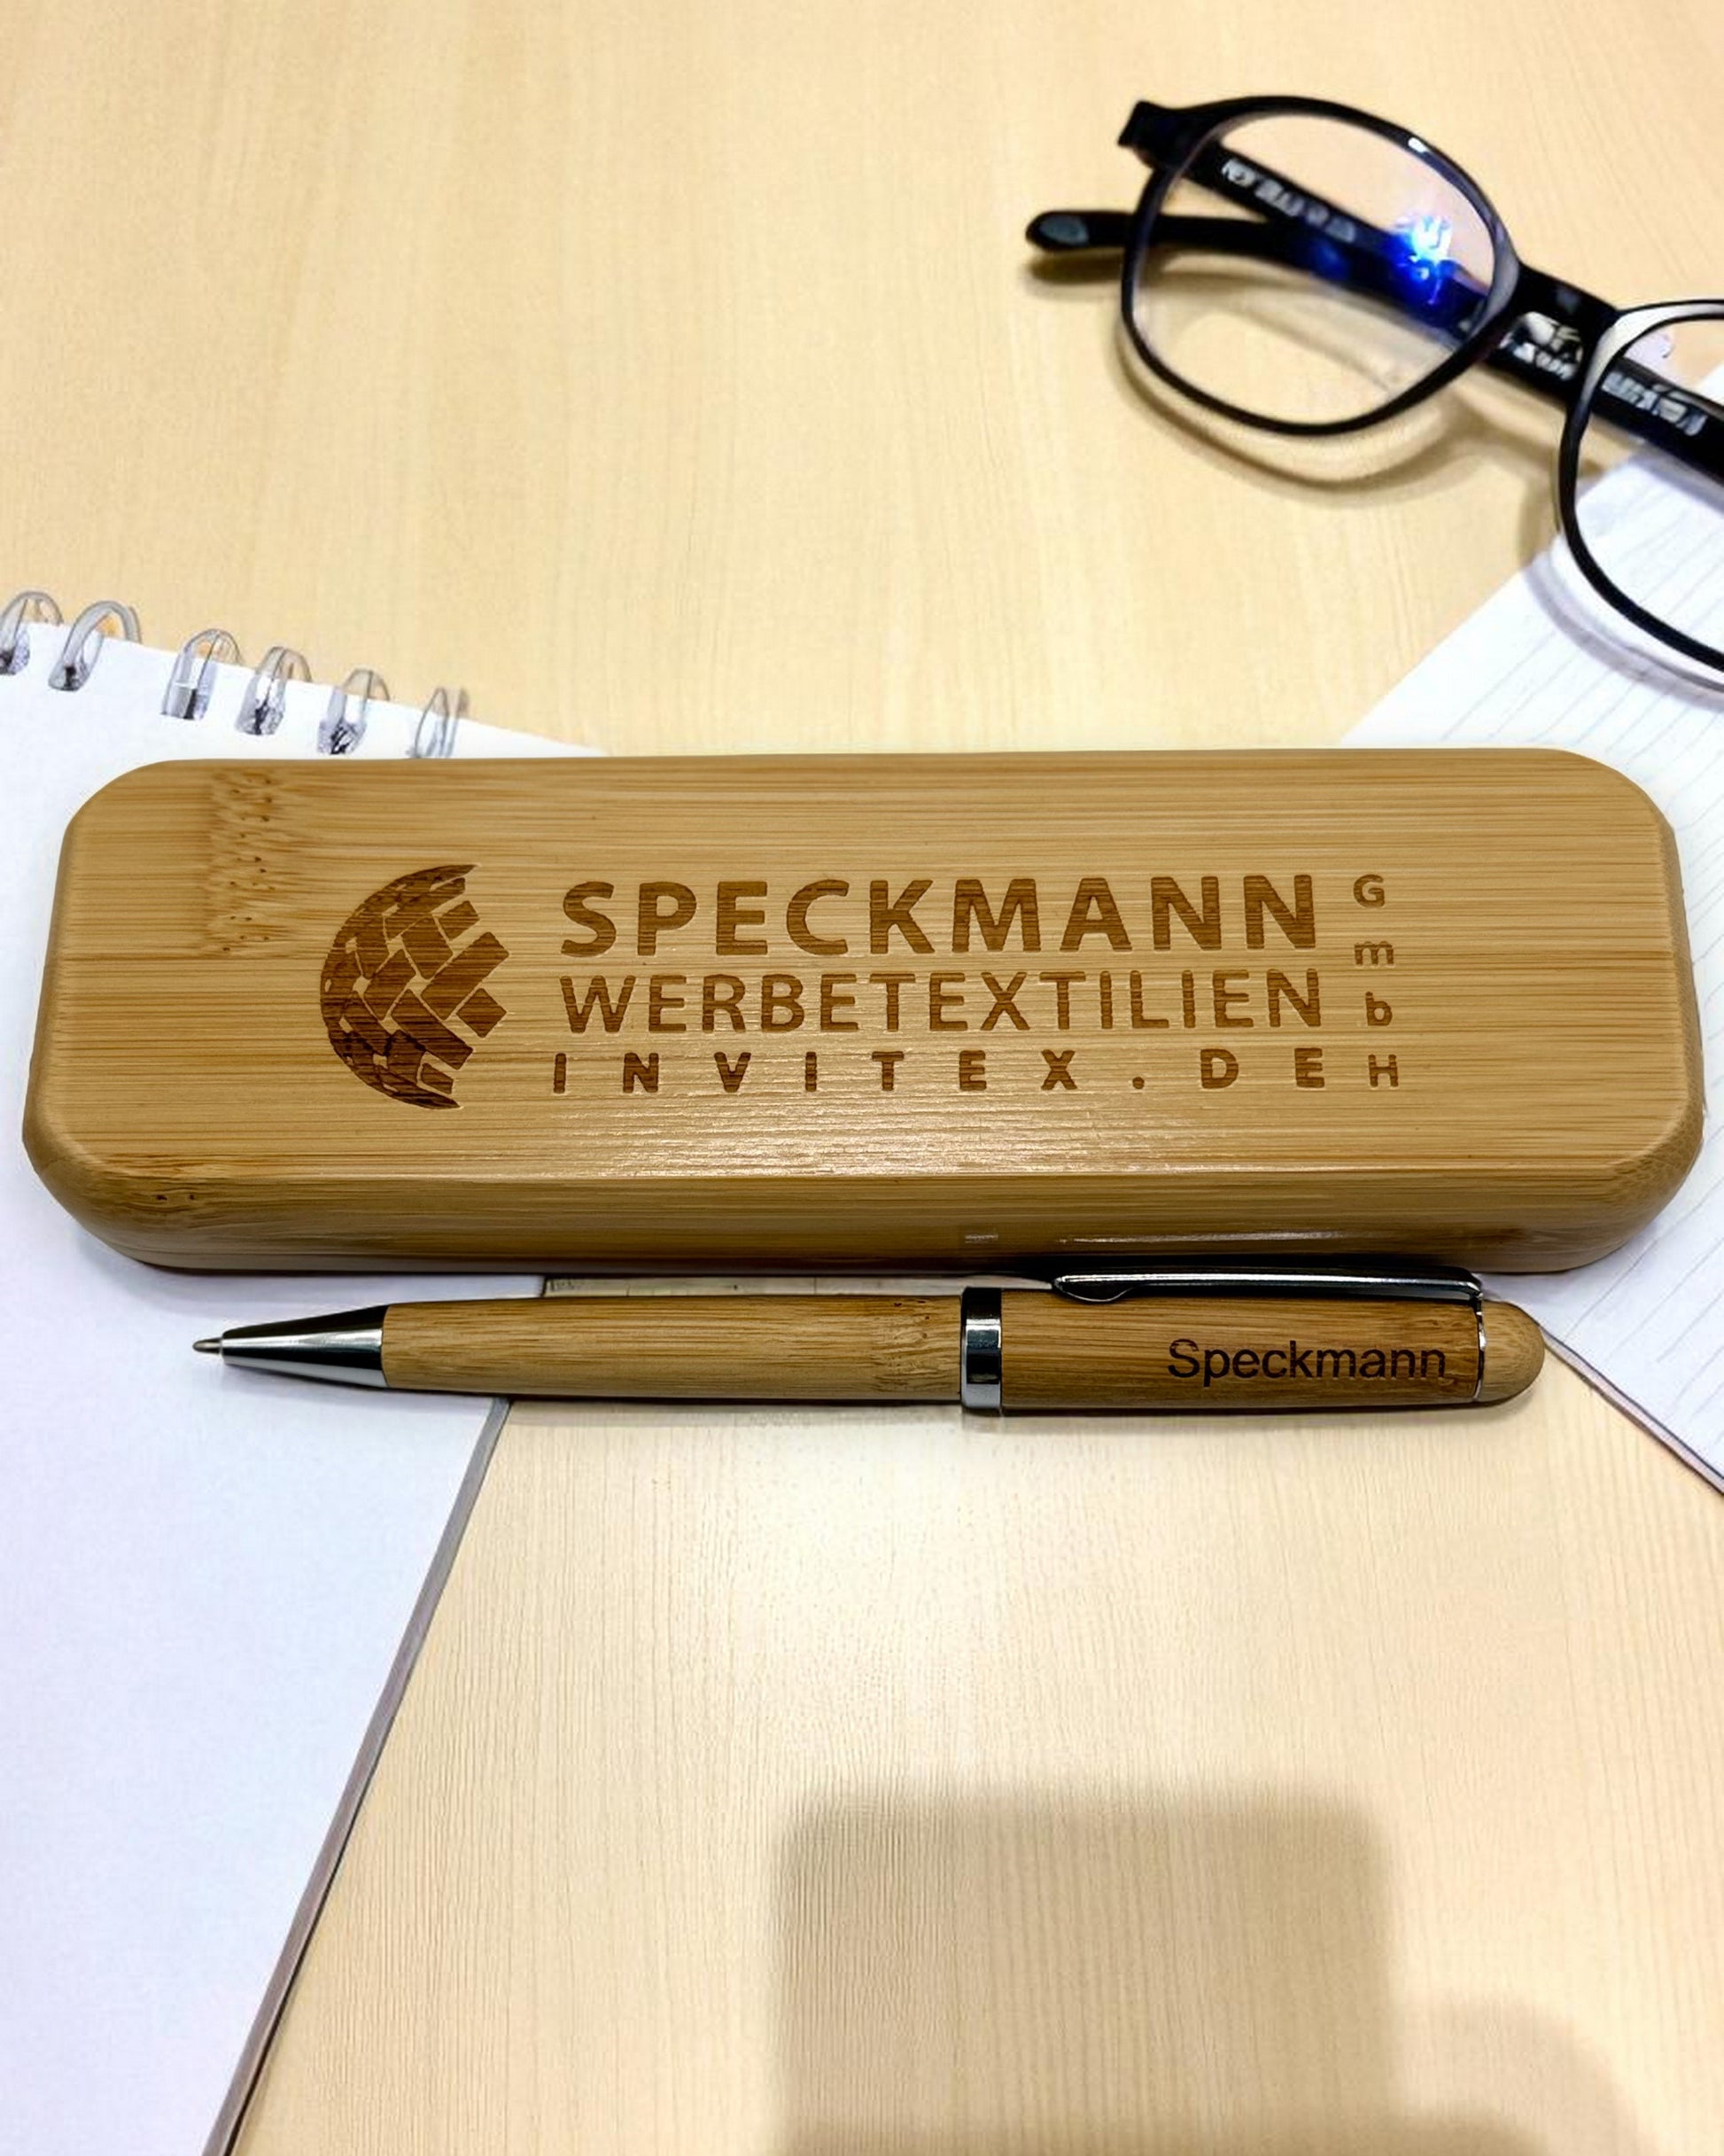 SPECKMANN
WERBETEXTILIEN
INVITEX.DE
GmbH
Speckmann